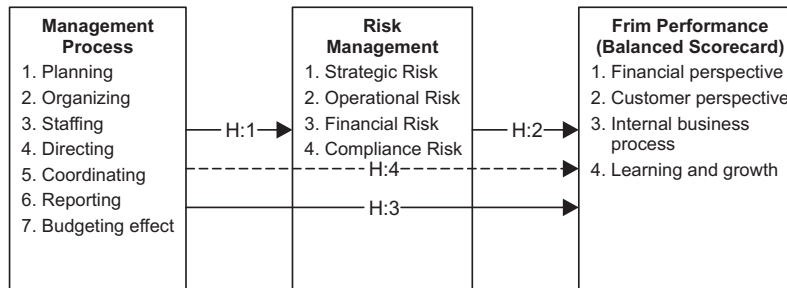 Management
Process
1. Planning
2. Organizing
3. Staffing
4. Directing
5. Coordinating
6. Reporting
7. Budgeting effect
H:1
Risk
Management
1. Strategic Risk
2. Operational Risk
3. Financial Risk
4. Compliance Risk
H:2
H:4
H:3
Frim Performance
(Balanced Scorecard)
1. Financial perspective
2. Customer perspective
3. Internal business
process
4. Learning and growth